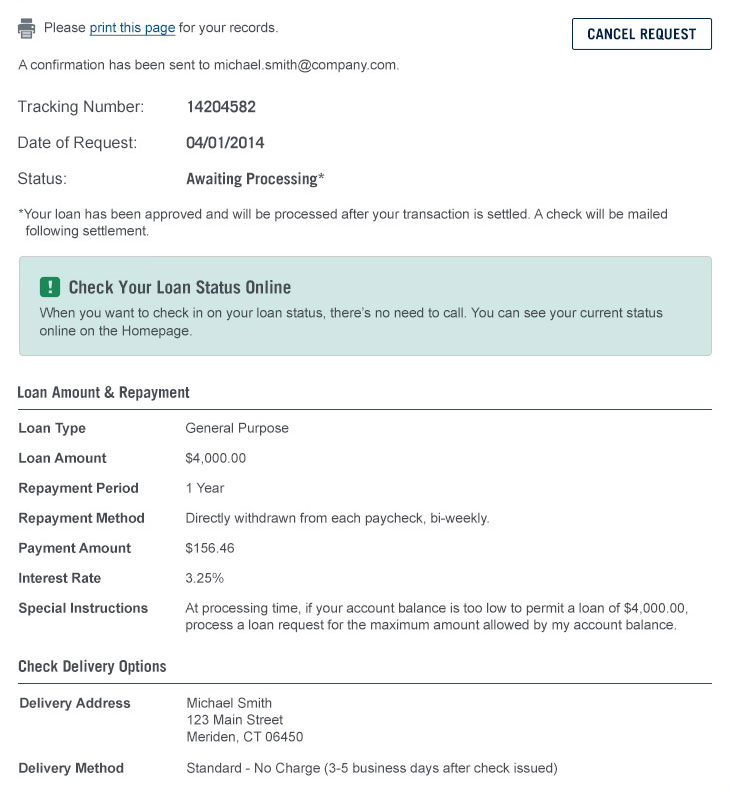 Please print this page for your records.
CANCEL REQUEST
A confirmation has been sent to michael.smith@company.com.
Tracking Number: 14204582
Date of Request: 04/01/2014
Status: Awaiting Processing*
*Your loan has been approved and will be processed after your transaction is settled. A check will be mailed
following settlement.
! Check Your Loan Status Online
When you want to check in on your loan status, there's no need to call. You can see your current status
online on the Homepage.
Loan Amount & Repayment
Loan Type General Purpose
Loan Amount $4,000.00
Repayment Period 1 Year
Repayment Method Directly withdrawn from each paycheck, bi-weekly.
Payment Amount $156.46
Interest Rate 3.25%
Special Instructions At processing time, if your account balance is too low to permit a loan of $4,000.00,
process a loan request for the maximum amount allowed by my account balance.
Check Delivery Options
Delivery Address Michael Smith
123 Main Street
Meriden, CT 06450
Delivery Method Standard - No Charge (3-5 business days after check issued)